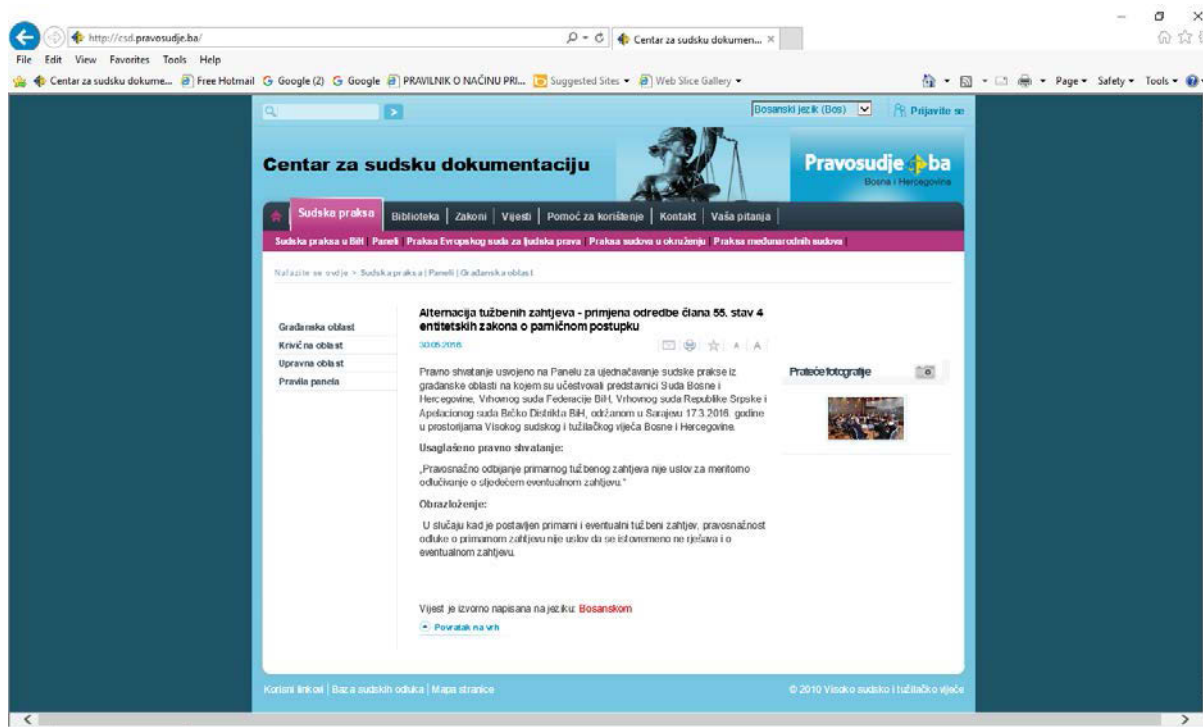 http://csd.pravosudje.ba/
Centar za sudsku dokumen...
File Edit View Favorites Tools Help
Centar za sudsku dokume... Free Hotmail Google (2) Google PRAVILNIK O NAČINU PRI... Suggested Sites Web Slice Gallery
Page Safety Tools
Bosanski jezik (Bos) Prijavite se
Centar za sudsku dokumentaciju
Pravosudje ba
Bosna i Hercegovina
Sudska praksa Biblioteka Zakoni Vijesti Pomoć za korištenje Kontakt Vaša pitanja
Sudska praksa u BiH | Paneli | Praksa Evropskog suda za ljudska prava | Praksa sudova u okruženju | Praksa međunarodnih sudova |
Nalazite se ovdje > Sudska praksa | Paneli | Građanska oblast
Građanska oblast
Krivična oblast
Upravna oblast
Pravila panela
Alternacija tužbenih zahtjeva - primjena odredbe člana 55. stav 4
entitetskih zakona o parničnom postupku
30.05.2016
A A
Pravno shvatanje usvojeno na Panelu za ujednačavanje sudske prakse iz
građanske oblasti na kojem su učestvovali predstavnici Suda Bosne i
Hercegovine, Vrhovnog suda Federacije BiH, Vrhovnog suda Republike Srpske i
Apelacionog suda Brčko Distrikta BiH, održanom u Sarajevu 17.3.2016. godine
u prostorijama Visokog sudskog i tužilačkog vijeća Bosne i Hercegovine.
Usaglašeno pravno shvatanje:
„Pravosnažno odbijanje primarnog tužbenog zahtjeva nije uslov za meritorno
odlučivanje o sljedećem eventualnom zahtjevu."
Obrazloženje:
U slučaju kad je postavljen primarni i eventualni tužbeni zahtjev, pravosnažnost
odluke o primarnom zahtjevu nije uslov da se istovremeno ne rješava i o
eventualnom zahtjevu.
Vijest je izvorno napisana na jeziku: Bosanskom
Povratak na vrh
Prateće fotografije
Korisni linkovi | Baza sudskih odluka | Mapa stranice
© 2010 Visoko sudsko i tužilačko vijeće